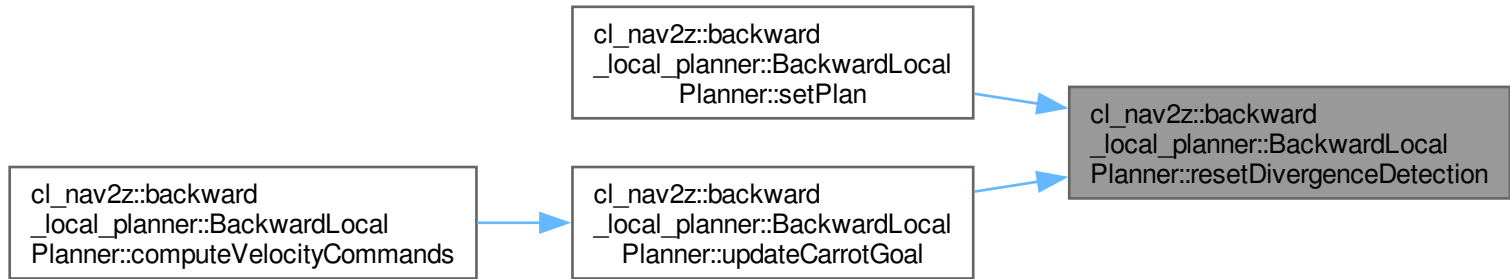 cl_nav2z::backward
_local_planner::BackwardLocal
Planner::setPlan
cl_nav2z::backward
_local_planner::BackwardLocal
Planner::resetDivergenceDetection
cl_nav2z::backward
_local_planner::BackwardLocal
Planner::computeVelocityCommands
cl_nav2z::backward
_local_planner::BackwardLocal
Planner::updateCarrotGoal